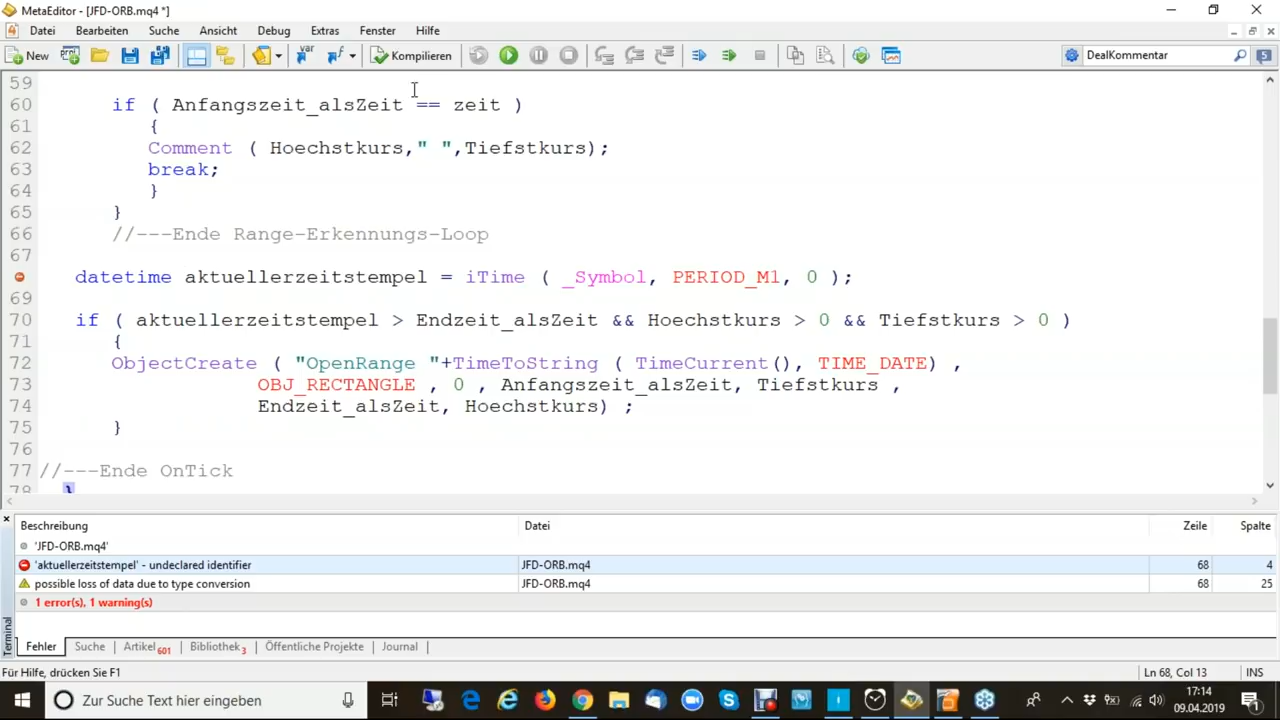 MetaEditor - [JFD-ORB.mq4 *]
Datei Bearbeiten Suche Ansicht Debug Extras Fenster Hilfe
New var Kompilieren DealKommentar 5
59
60 if ( Anfangszeit_alsZeit == zeit )
61 {
62 Comment ( Hoechstkurs," ",Tiefstkurs);
63 break;
64 }
65 }
66 //---Ende Range-Erkennungs-Loop
67
datetime aktuellerzeitstempel = iTime ( _Symbol, PERIOD_M1, 0 );
69
70 if ( aktuellerzeitstempel > Endzeit_alsZeit && Hoechstkurs > 0 && Tiefstkurs > 0 )
71 {
72 ObjectCreate ( "OpenRange "+TimeToString ( TimeCurrent(), TIME_DATE) ,
73 OBJ_RECTANGLE , 0 , Anfangszeit_alsZeit, Tiefstkurs ,
74 Endzeit_alsZeit, Hoechstkurs) ;
75 }
76
77 //---Ende OnTick
78 }
Beschreibung Datei Zeile Spalte
'JFD-ORB.mq4'
'aktuellerzeitstempel' - undeclared identifier JFD-ORB.mq4 68 4
possible loss of data due to type conversion JFD-ORB.mq4 68 25
1 error(s), 1 warning(s)
Terminal
Fehler Suche Artikel 601 Bibliothek 3 Öffentliche Projekte Journal
Für Hilfe, drücken Sie F1 Ln 68, Col 13 INS
Zur Suche Text hier eingeben 17:14
09.04.2019